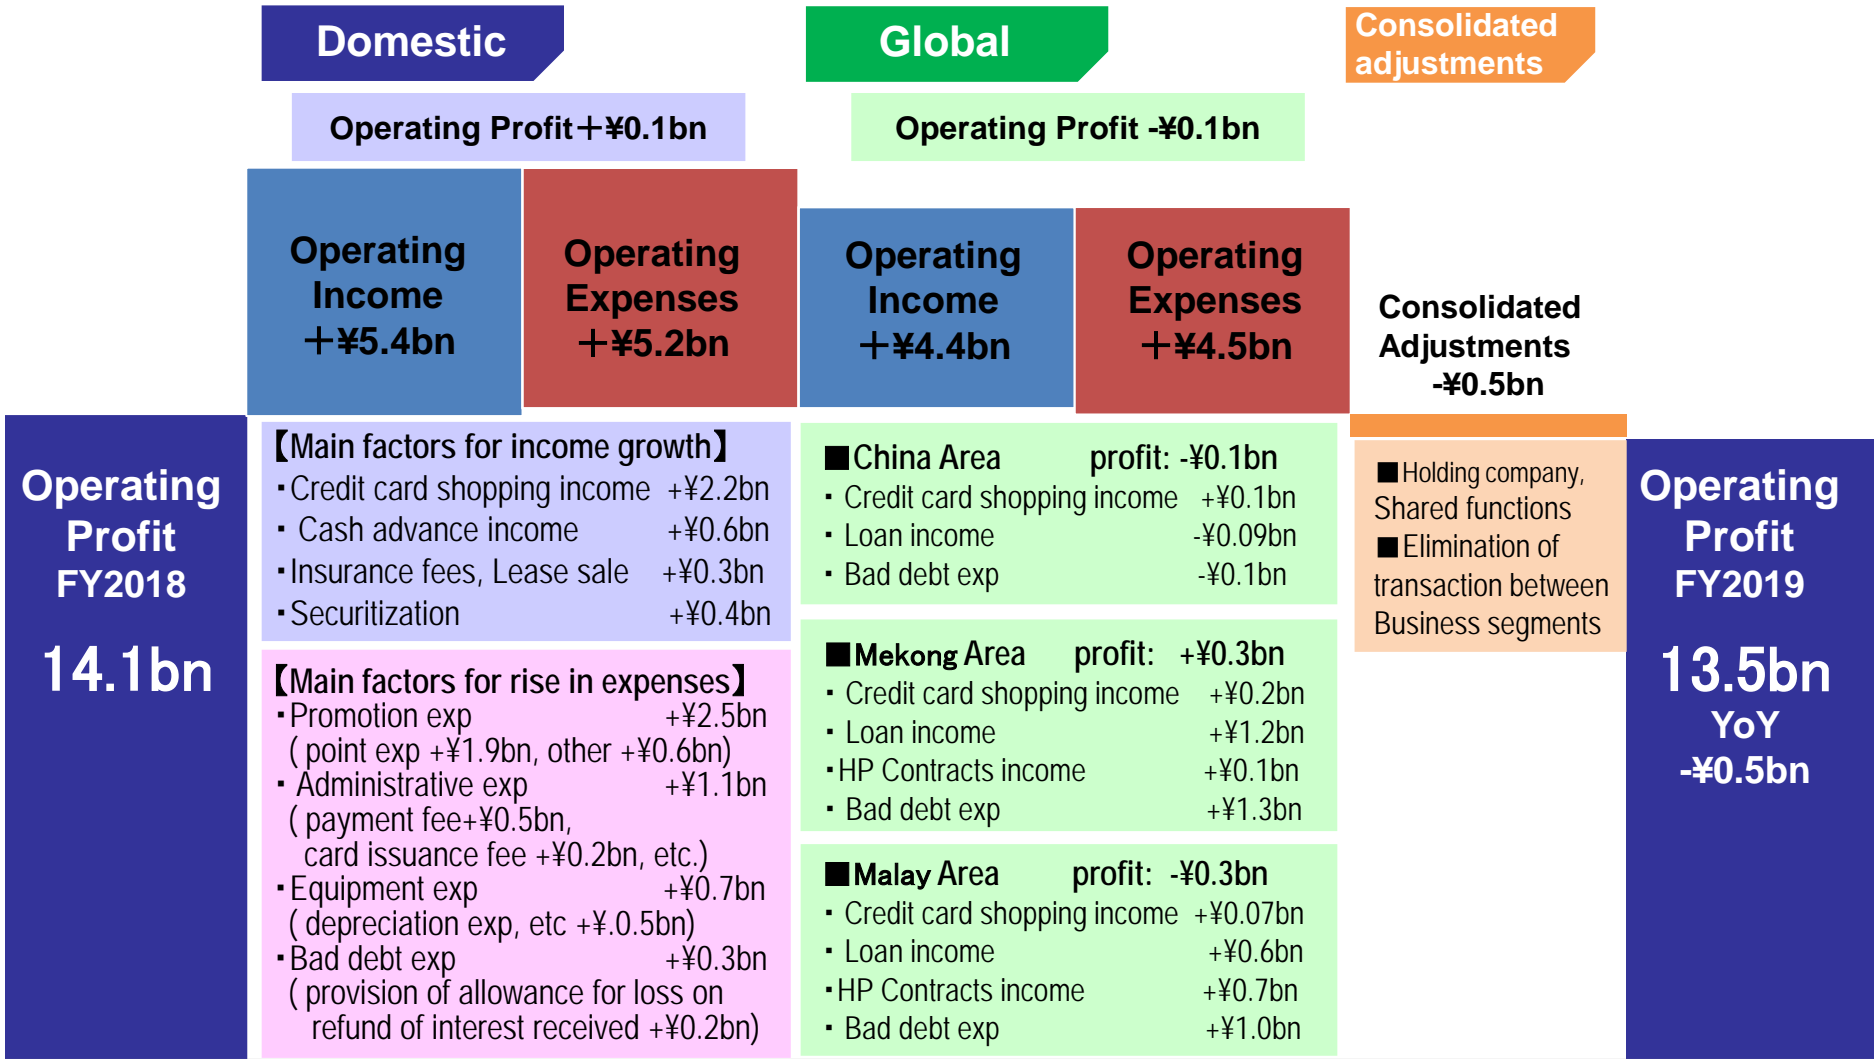 Domestic
Operating Profit＋¥0.1bn
Operating
Income
＋¥5.4bn
Operating
Expenses
＋¥5.2bn
Global
Operating Profit -¥0.1bn
Operating
Income
＋¥4.4bn
Operating
Expenses
＋¥4.5bn
Consolidated
adjustments
Consolidated
Adjustments
-¥0.5bn
Operating
Profit
FY2018
14.1bn
【Main factors for income growth】
・Credit card shopping income +¥2.2bn
・ Cash advance income +¥0.6bn
・Insurance fees, Lease sale +¥0.3bn
・Securitization +¥0.4bn
【Main factors for rise in expenses】
・Promotion exp +¥2.5bn
( point exp +¥1.9bn, other +¥0.6bn)
・ Administrative exp +¥1.1bn
( payment fee+¥0.5bn,
card issuance fee +¥0.2bn, etc.)
・Equipment exp +¥0.7bn
( depreciation exp, etc +¥.0.5bn)
・Bad debt exp +¥0.3bn
( provision of allowance for loss on
refund of interest received +¥0.2bn)
■China Area profit: -¥0.1bn
・ Credit card shopping income +¥0.1bn
・ Loan income -¥0.09bn
・ Bad debt exp -¥0.1bn
■Mekong Area profit: +¥0.3bn
・ Credit card shopping income +¥0.2bn
・ Loan income +¥1.2bn
・HP Contracts income +¥0.1bn
・ Bad debt exp +¥1.3bn
■Malay Area profit: -¥0.3bn
・ Credit card shopping income +¥0.07bn
・ Loan income +¥0.6bn
・HP Contracts income +¥0.7bn
・ Bad debt exp +¥1.0bn
■Holding company,
Shared functions
■Elimination of
transaction between
Business segments
Operating
Profit
FY2019
13.5bn
YoY
-¥0.5bn